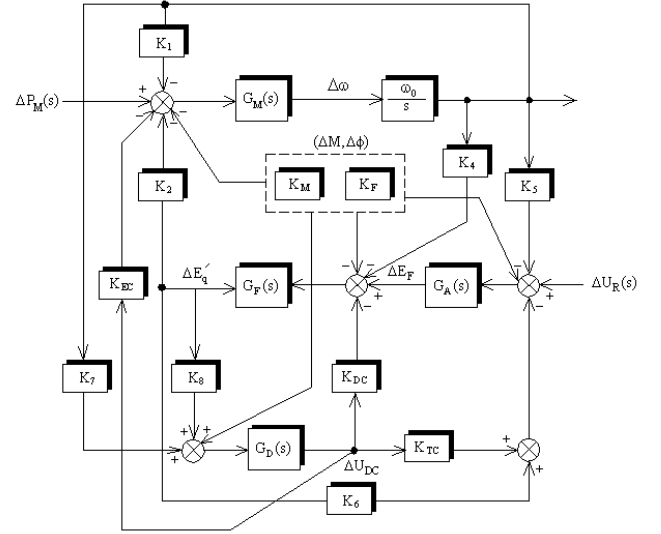 K1
ΔPM(s)
+
−
−
−
−
GM(s)
Δω
ω0
s
(ΔM,Δϕ)
K2
KM
KF
K4
K5
KEC
ΔE′q
GF(s)
−
−
+
−
ΔEF
GA(s)
−
−
+
−
ΔUR(s)
K7
K8
KDC
+
+
+
GD(s)
ΔUDC
KTC
+
+
K6